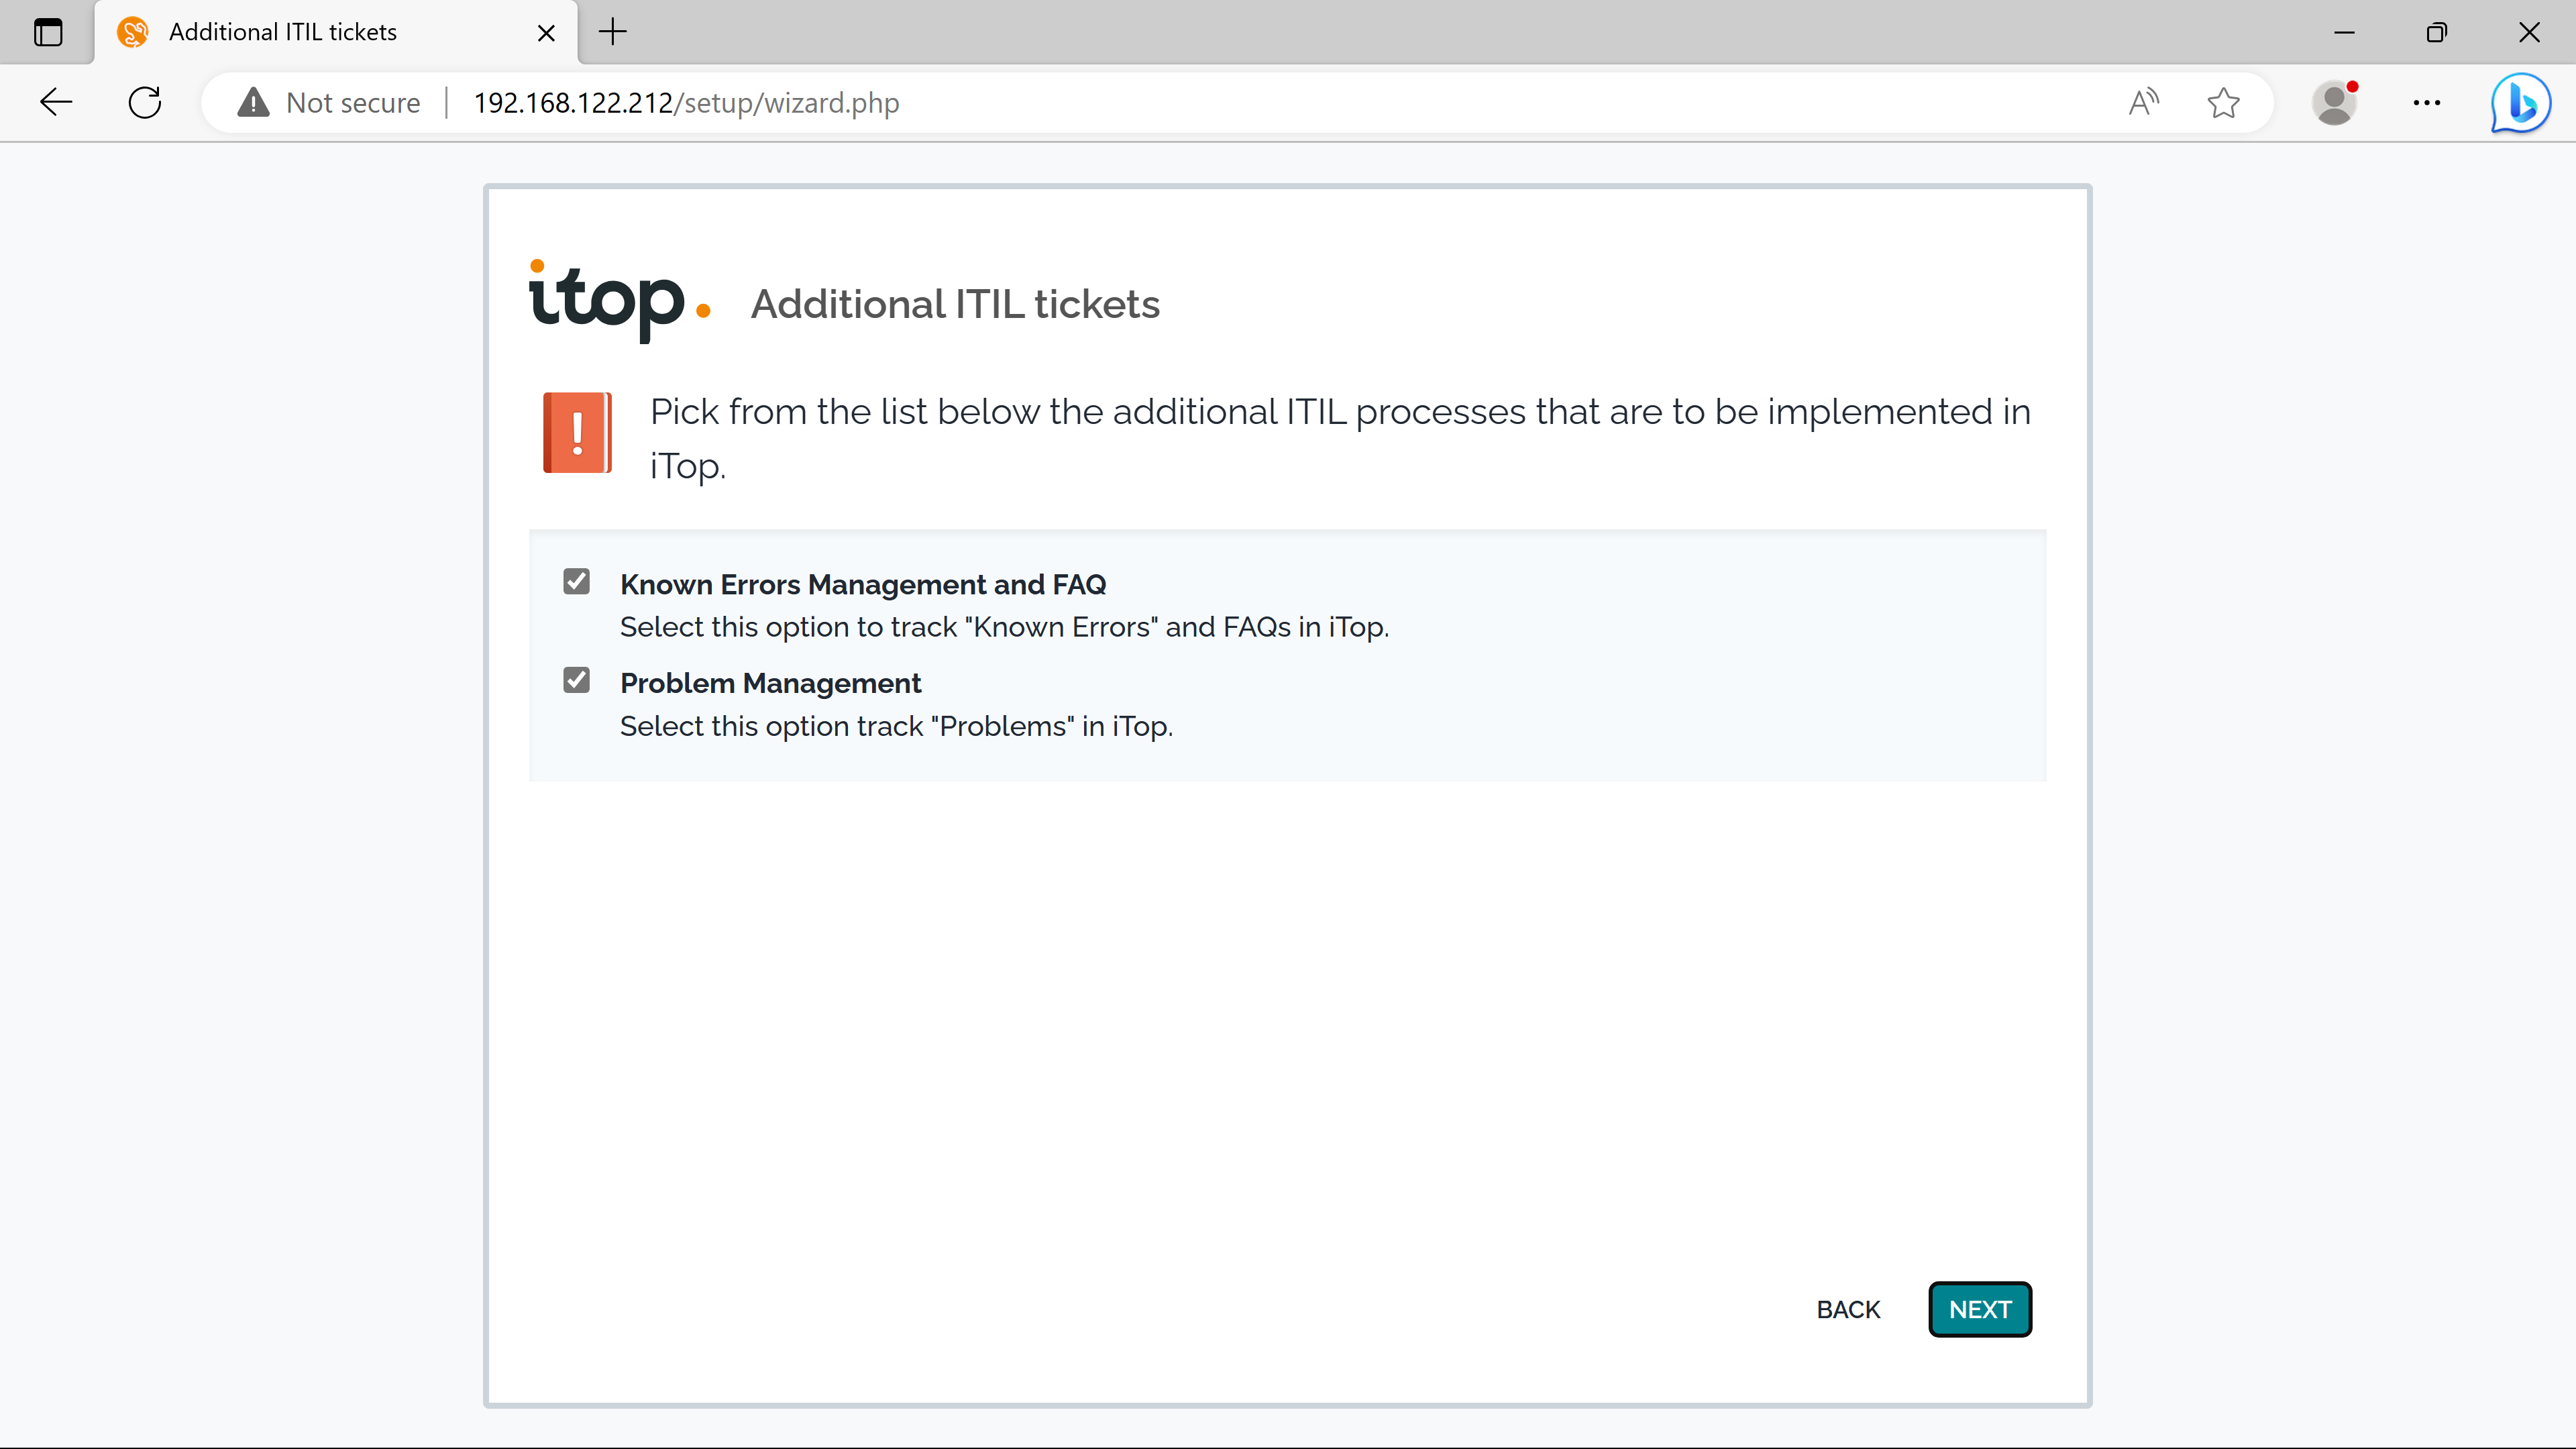 Additional ITIL tickets
Not secure
192.168.122.212/setup/wizard.php
itop
Additional ITIL tickets
Pick from the list below the additional ITIL processes that are to be implemented in
iTop.
Known Errors Management and FAQ
Select this option to track "Known Errors" and FAQs in iTop.
Problem Management
Select this option track "Problems" in iTop.
BACK
NEXT